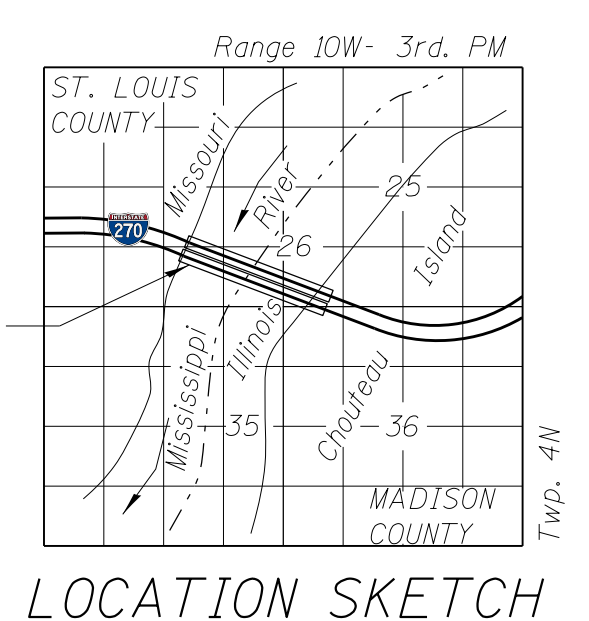 Range 10W- 3rd. PM
ST. LOUIS
COUNTY
Missouri
River
25
INTERSTATE
270
26
Island
Illinois
Mississippi
Chouteau
35
36
Twp. 4N
MADISON
COUNTY
LOCATION SKETCH